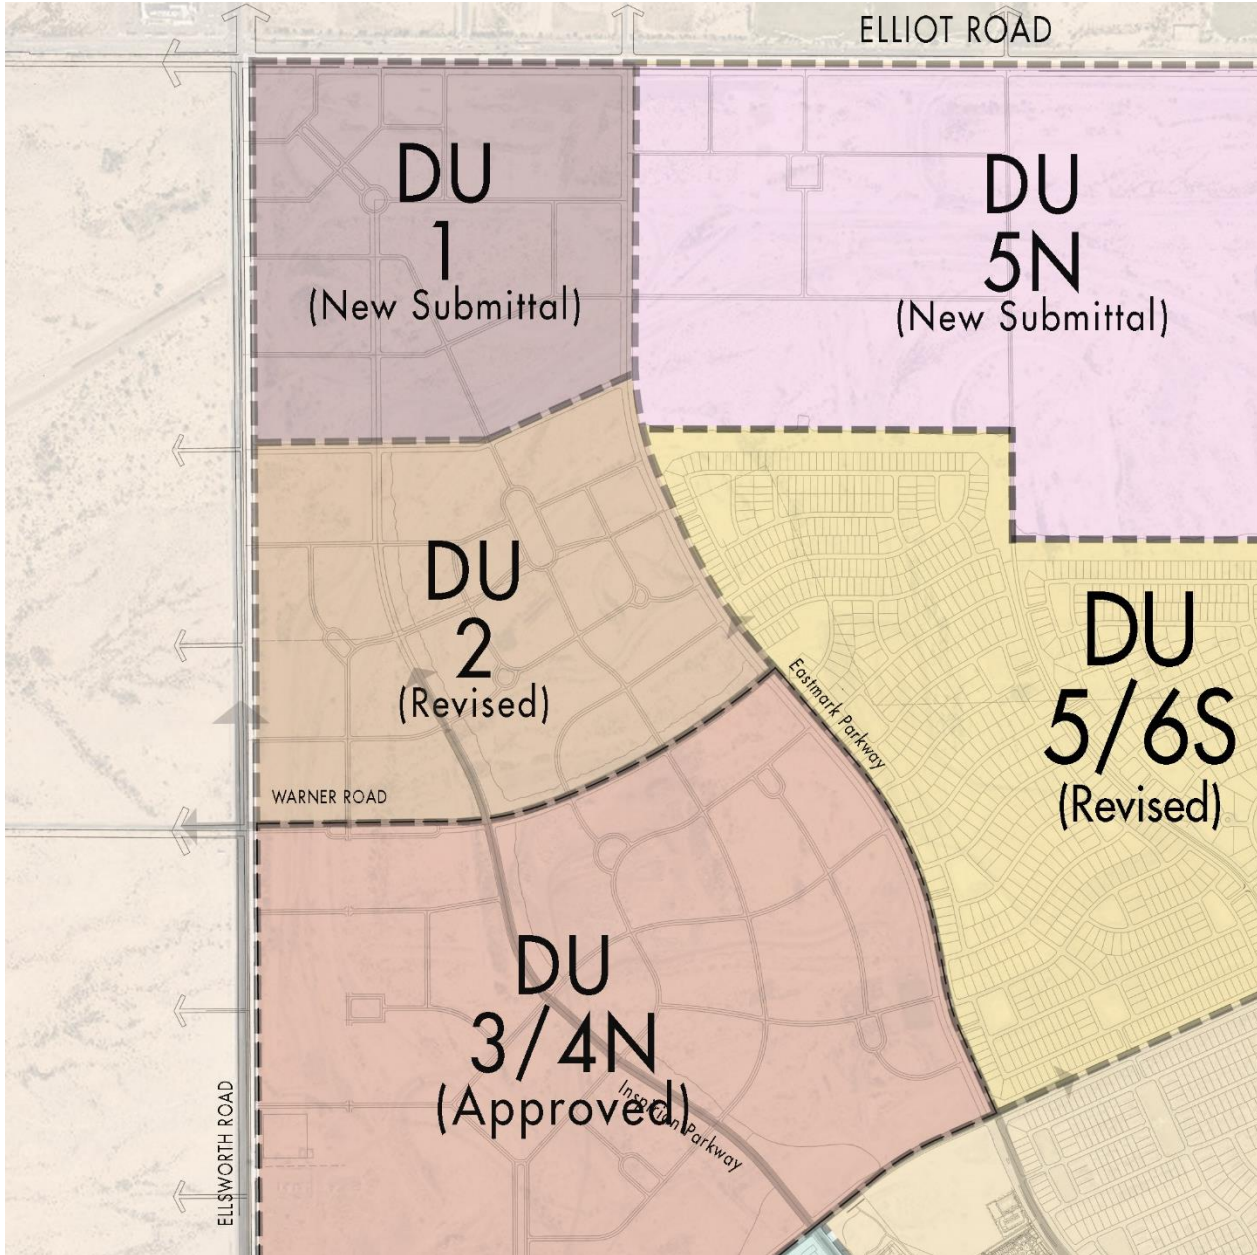 ELLIOT ROAD
DU
1
(New Submittal)
DU
5N
(New Submittal)
DU
2
(Revised)
DU
5/6S
(Revised)
Eastmark Parkway
WARNER ROAD
DU
3/4N
(Approved)
Inspirian Parkway
ELLSWORTH ROAD